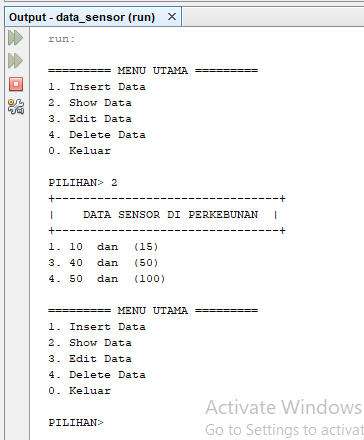 Output - data_sensor (run) ×
run:
========= MENU UTAMA =========
1. Insert Data
2. Show Data
3. Edit Data
4. Delete Data
0. Keluar
PILIHAN> 2
+--------------------------------+
|    DATA SENSOR DI PERKEBUNAN  |
+--------------------------------+
1. 10  dan  (15)
3. 40  dan  (50)
4. 50  dan  (100)
========= MENU UTAMA =========
1. Insert Data
2. Show Data
3. Edit Data
4. Delete Data
0. Keluar
PILIHAN>
Activate Windows
Go to Settings to activat